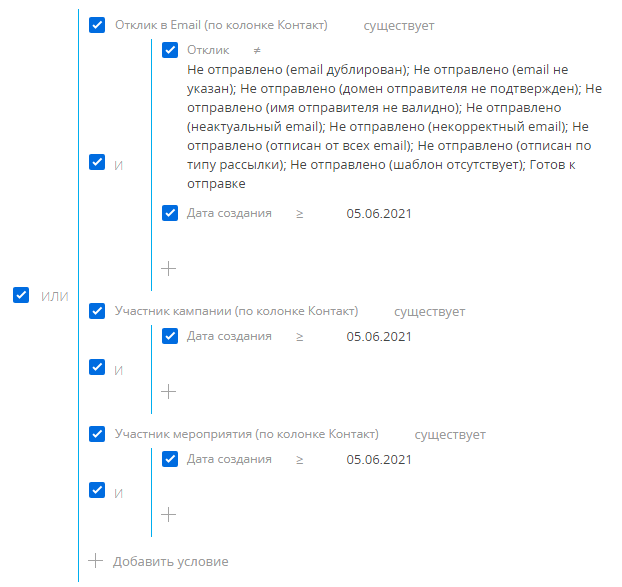 Отклик в Email (по колонке Контакт) существует
Отклик ≠
Не отправлено (email дублирован); Не отправлено (email не
указан); Не отправлено (домен отправителя не подтвержден); Не
отправлено (имя отправителя не валидно); Не отправлено
(неактуальный email); Не отправлено (некорректный email); Не
отправлено (отписан от всех email); Не отправлено (отписан по
типу рассылки); Не отправлено (шаблон отсутствует); Готов к
отправке
И
Дата создания ≥ 05.06.2021
ИЛИ
Участник кампании (по колонке Контакт) существует
Дата создания ≥ 05.06.2021
И
Участник мероприятия (по колонке Контакт) существует
Дата создания ≥ 05.06.2021
И
Добавить условие